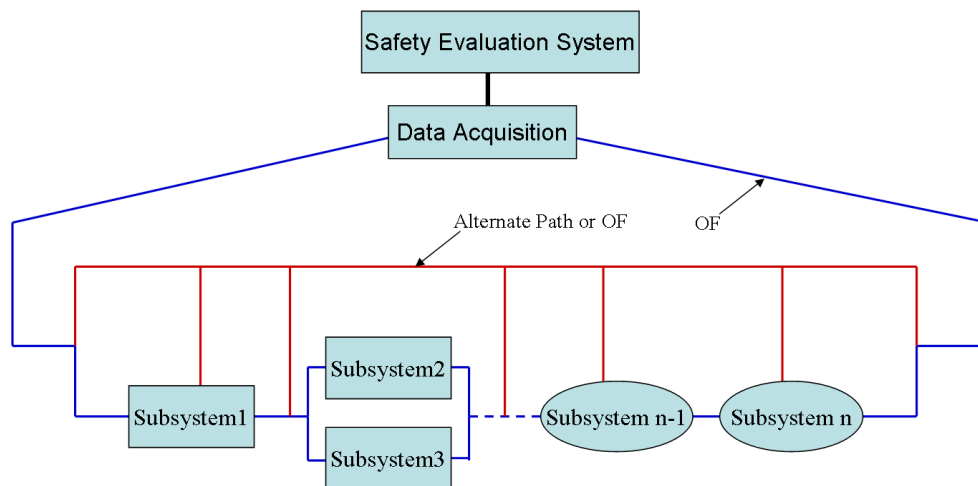 Safety Evaluation System
Data Acquisition
Alternate Path or OF
OF
Subsystem2
Subsystem1
Subsystem n-1
Subsystem n
Subsystem3